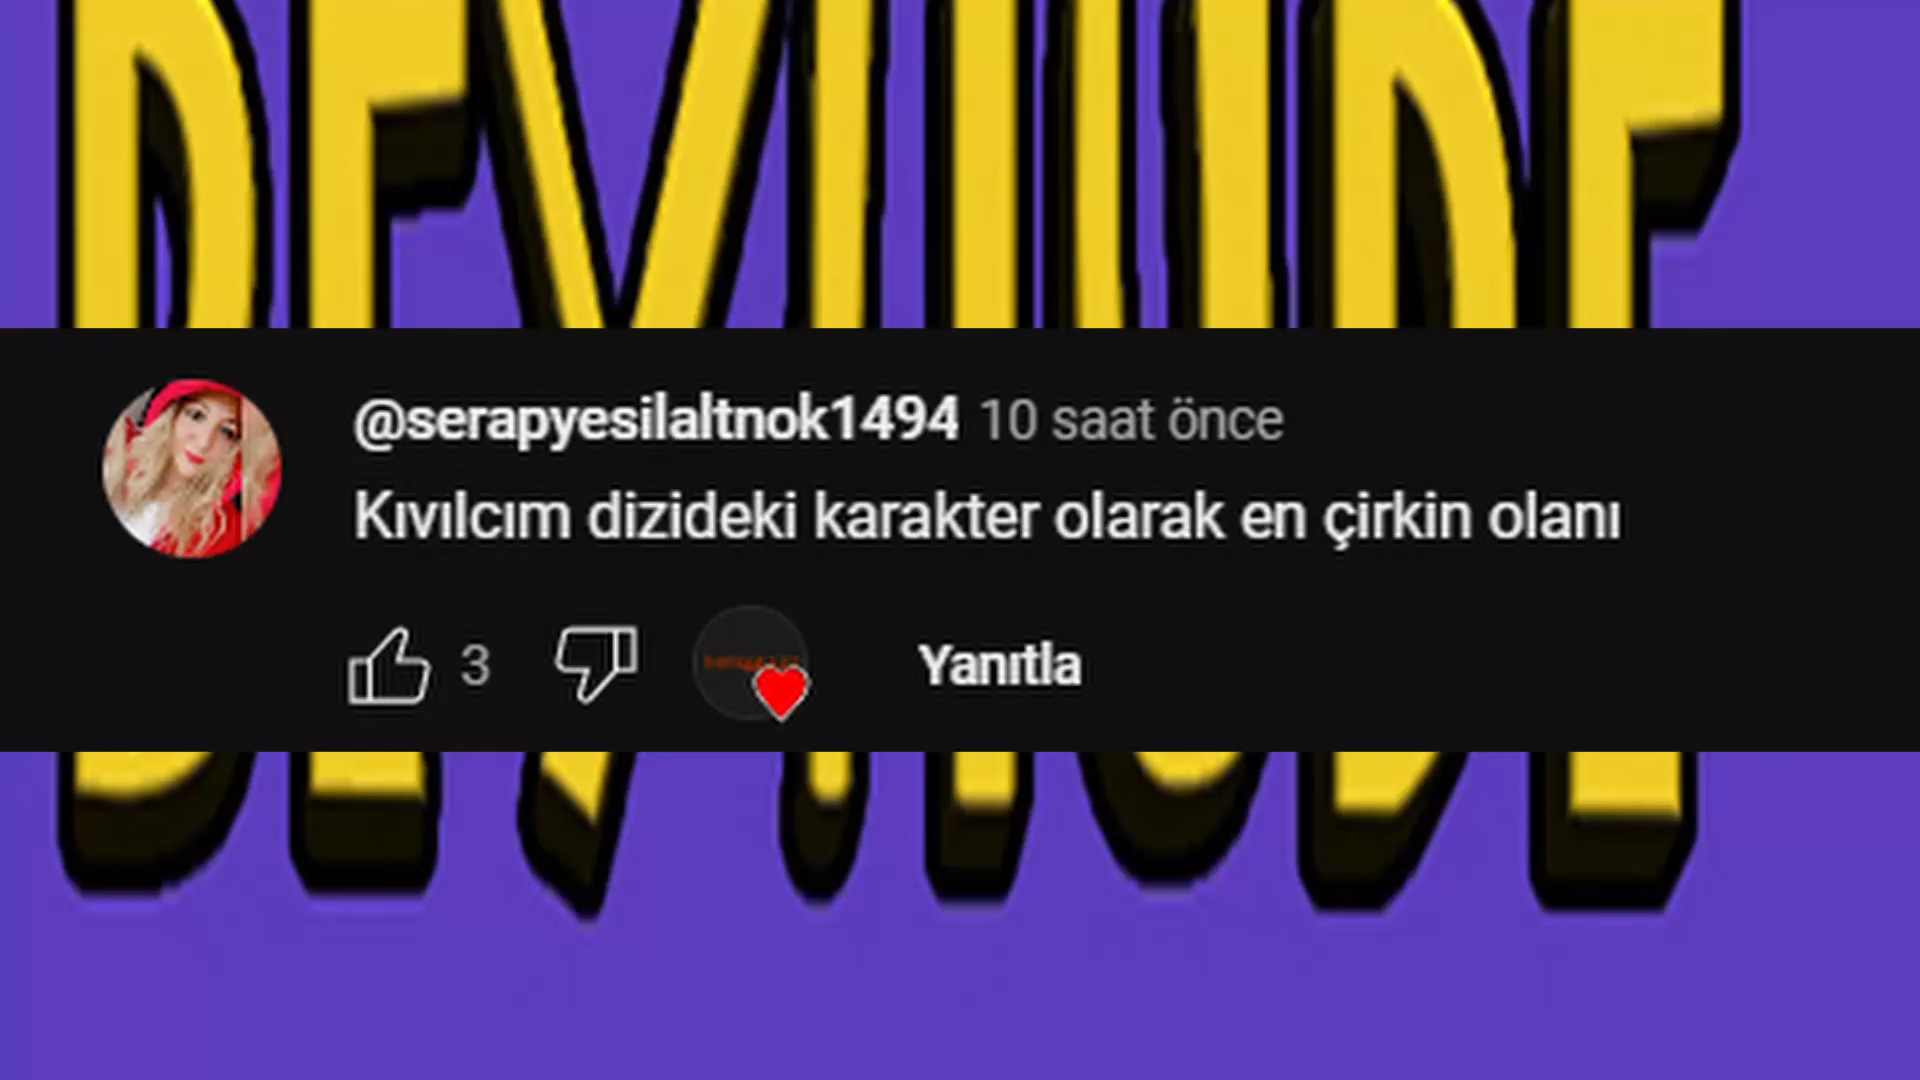 @serapyesilaltnok1494 10 saat önce
Kıvılcım dizideki karakter olarak en çirkin olanı
3
Yanıtla